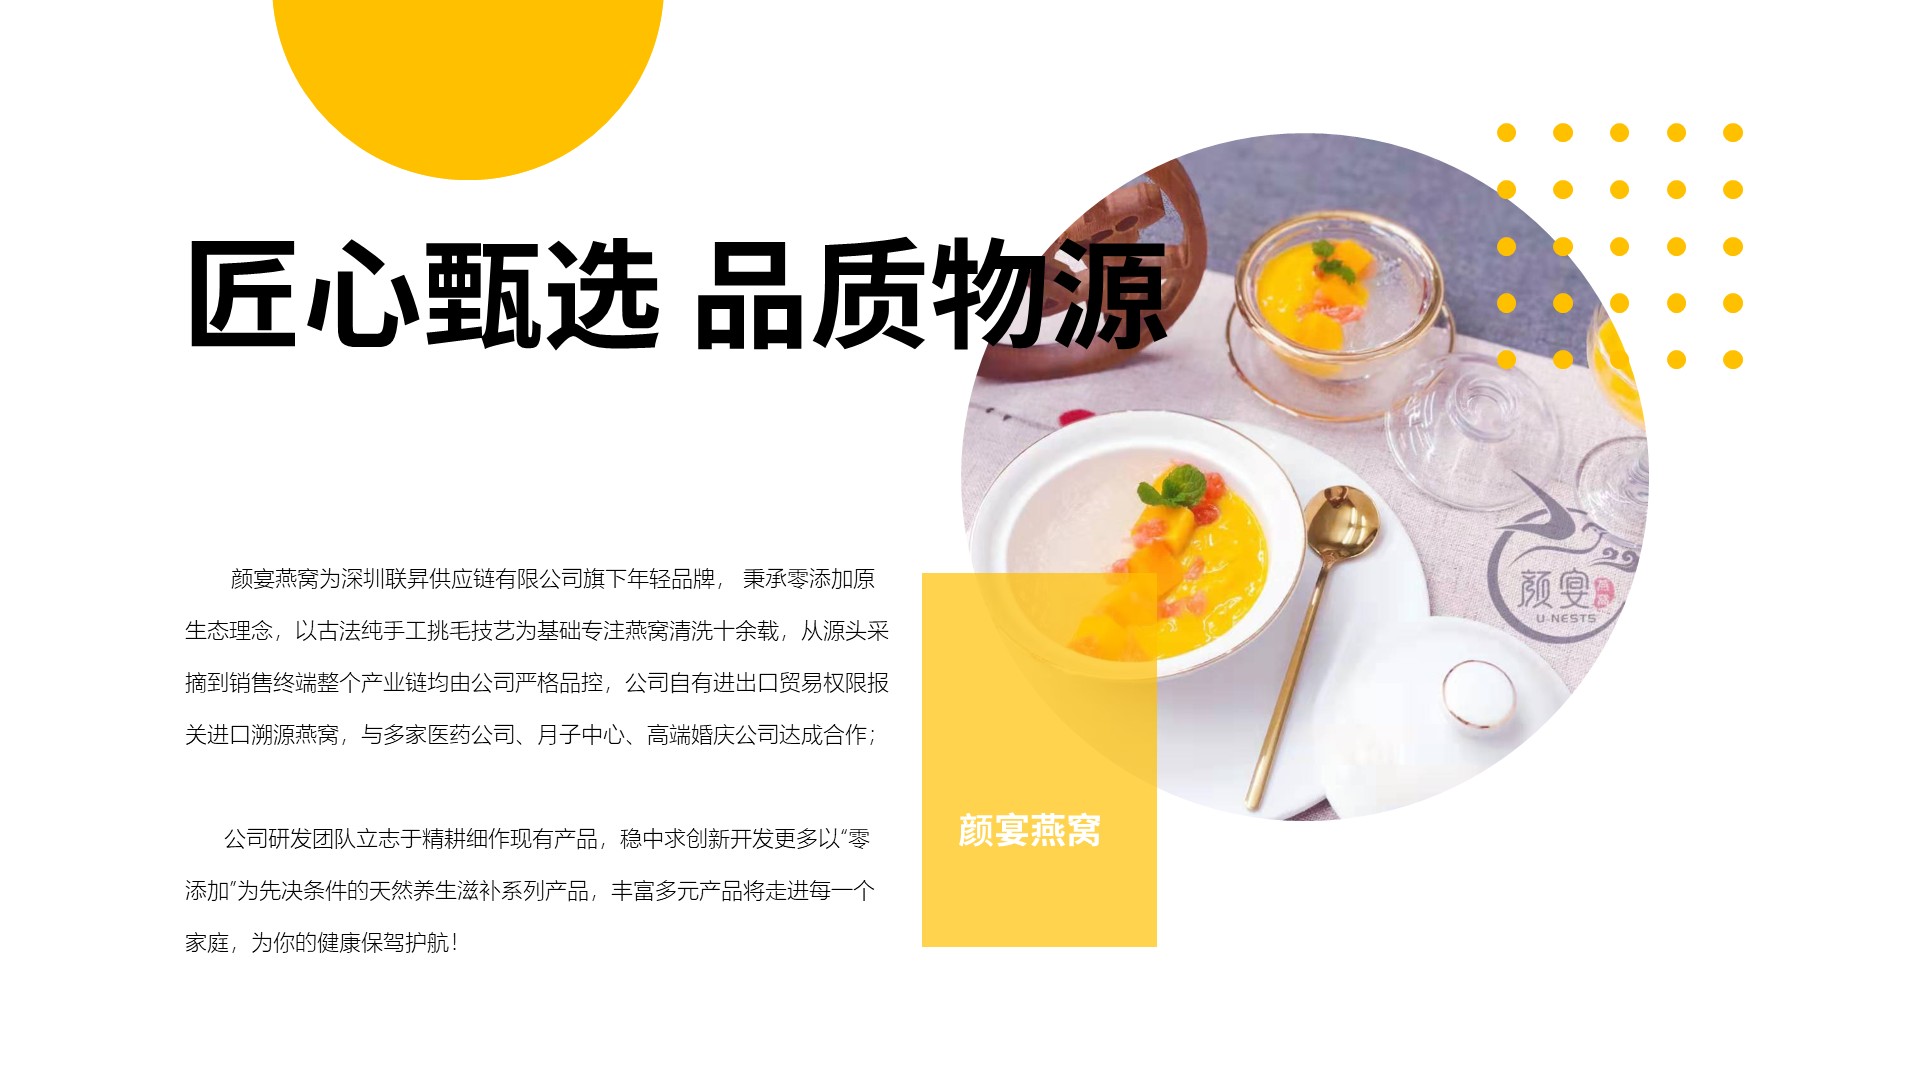 匠心甄选 品质物源
颜宴燕窝为深圳联昇供应链有限公司旗下年轻品牌， 秉承零添加原
生态理念，以古法纯手工挑毛技艺为基础专注燕窝清洗十余载，从源头采
摘到销售终端整个产业链均由公司严格品控，公司自有进出口贸易权限报
关进口溯源燕窝，与多家医药公司、月子中心、高端婚庆公司达成合作；
公司研发团队立志于精耕细作现有产品，稳中求创新开发更多以“零
添加”为先决条件的天然养生滋补系列产品，丰富多元产品将走进每一个
家庭，为你的健康保驾护航！
颜宴燕窝
颜宴
U-NESTS